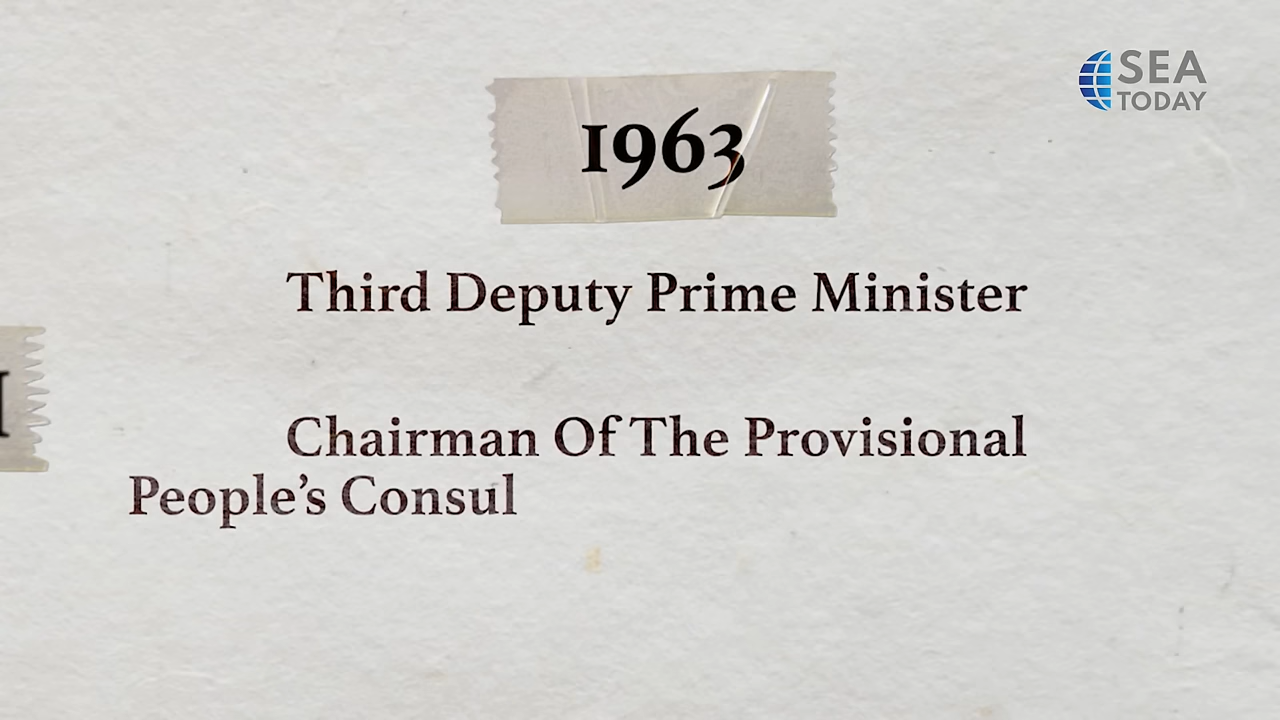 SEA
TODAY
1963
Third Deputy Prime Minister
Chairman Of The Provisional
People's Consul